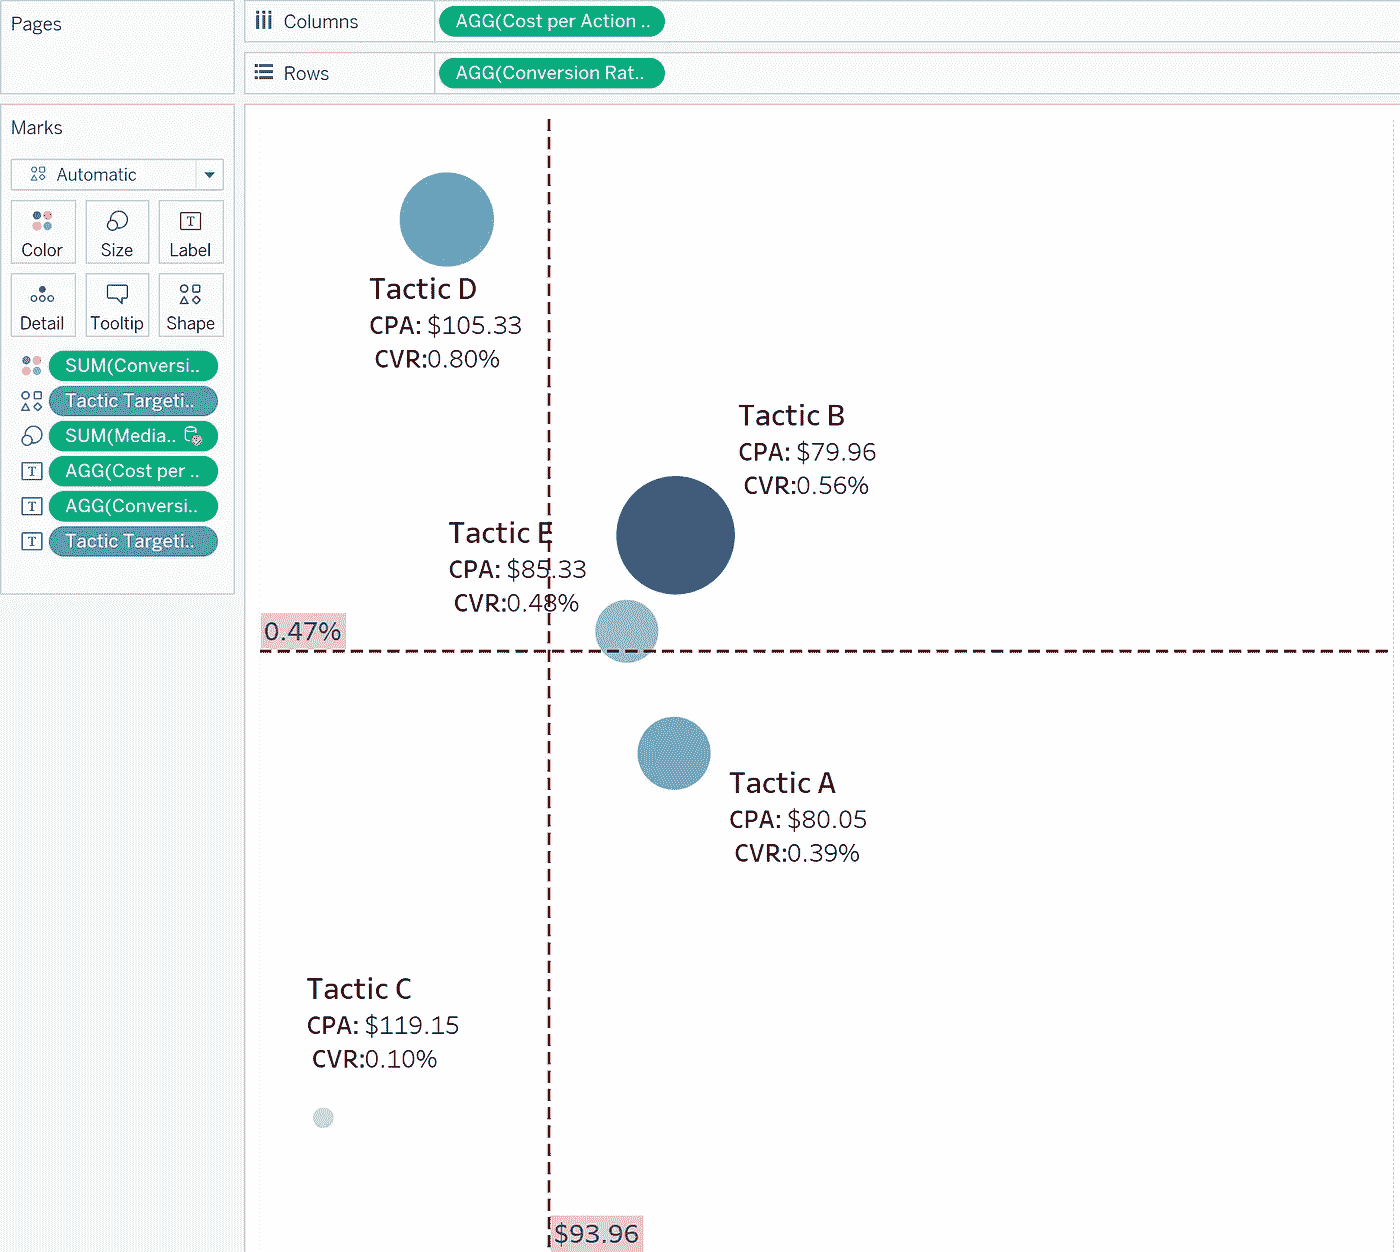 Pages
Columns
AGG(Cost per Action ..
Rows
AGG(Conversion Rat..
Marks
Automatic
Color
Size
Label
Detail
Tooltip
Shape
SUM(Conversi..
Tactic Targeti..
SUM(Media..
AGG(Cost per ..
AGG(Conversi..
Tactic Targeti..
Tactic D
CPA: $105.33
CVR:0.80%
Tactic B
CPA: $79.96
CVR:0.56%
Tactic E
CPA: $85.33
CVR:0.48%
0.47%
Tactic A
CPA: $80.05
CVR:0.39%
Tactic C
CPA: $119.15
CVR:0.10%
$93.96